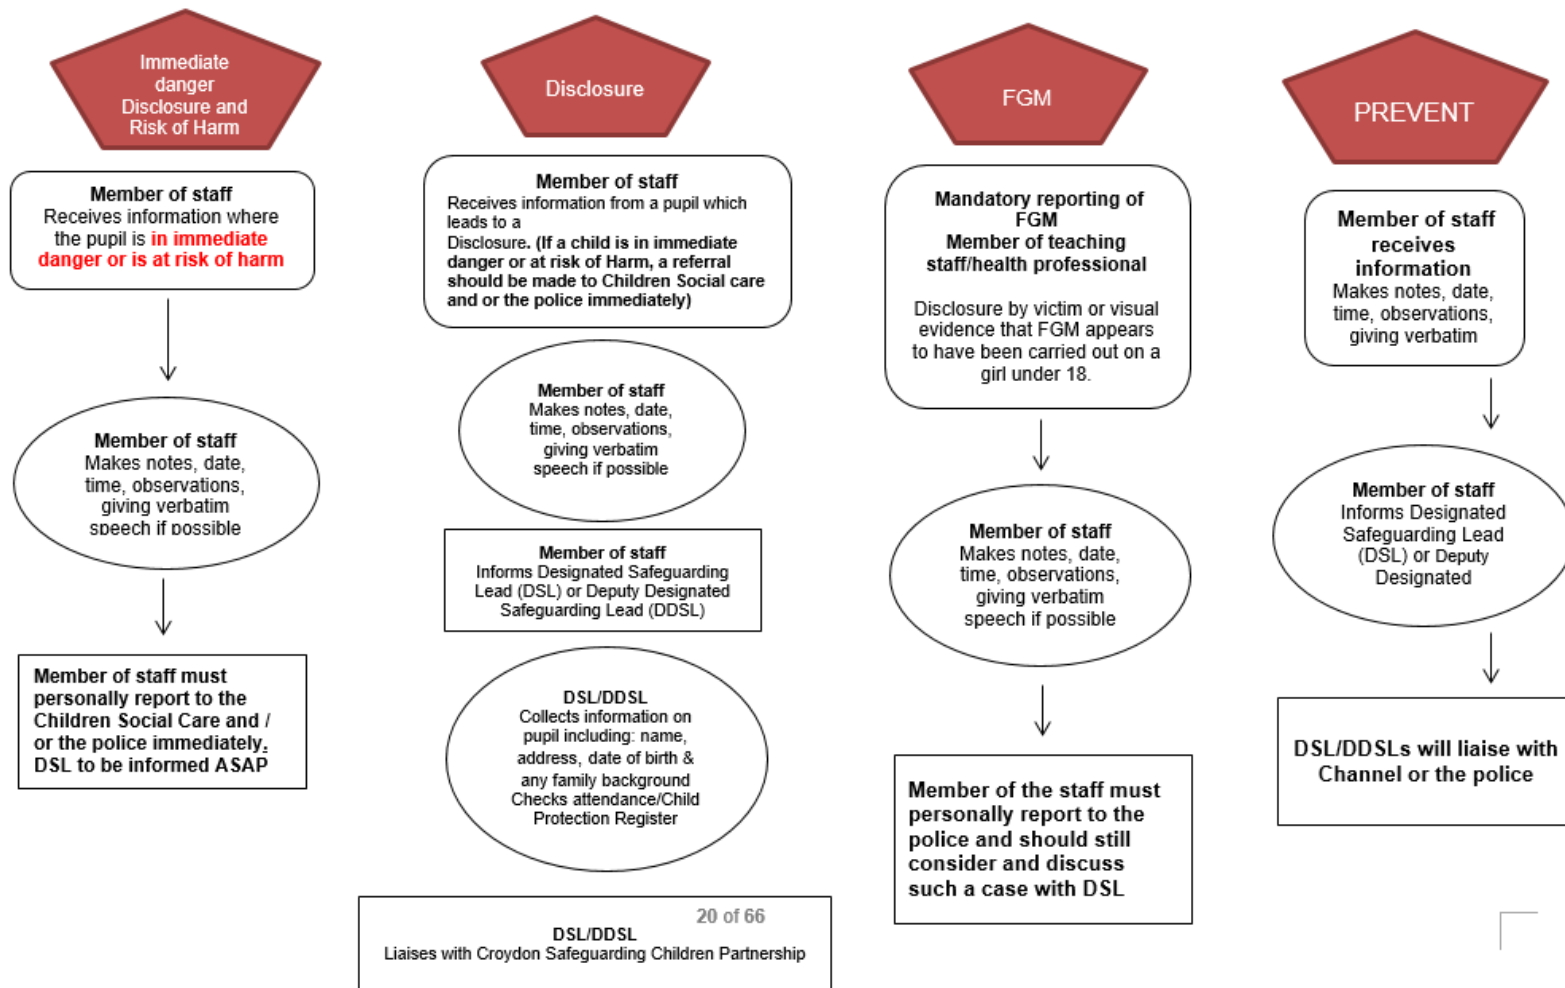 Immediate
danger
Disclosure and
Risk of Harm
Member of staff
Receives information where
the pupil is in immediate
danger or is at risk of harm
Member of staff
Makes notes, date,
time, observations,
giving verbatim
speech if possible
Member of staff must
personally report to the
Children Social Care and /
or the police immediately.
DSL to be informed ASAP
Disclosure
Member of staff
Receives information from a pupil which
leads to a
Disclosure. (If a child is in immediate
danger or at risk of Harm, a referral
should be made to Children Social care
and or the police immediately)
Member of staff
Makes notes, date,
time, observations,
giving verbatim
speech if possible
Member of staff
Informs Designated Safeguarding
Lead (DSL) or Deputy Designated
Safeguarding Lead (DDSL)
DSL/DDSL
Collects information on
pupil including: name,
address, date of birth &
any family background
Checks attendance/Child
Protection Register
20 of 66
DSL/DDSL
Liaises with Croydon Safeguarding Children Partnership
FGM
Mandatory reporting of
FGM
Member of teaching
staff/health professional
Disclosure by victim or visual
evidence that FGM appears
to have been carried out on a
girl under 18.
Member of staff
Makes notes, date,
time, observations,
giving verbatim
speech if possible
Member of the staff must
personally report to the
police and should still
consider and discuss
such a case with DSL
PREVENT
Member of staff
receives
information
Makes notes, date,
time, observations,
giving verbatim
Member of staff
Informs Designated
Safeguarding Lead
(DSL) or Deputy
Designated
DSL/DDSLs will liaise with
Channel or the police